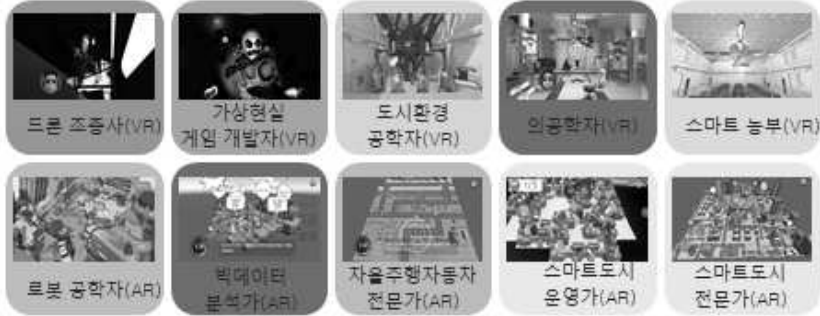 드론 조종사(VR)
가상현실
게임 개발자(VR)
도시환경
공학자(VR)
의공학자(VR)
스마트 농부(VR)
로봇 공학자(AR)
빅데이터
분석가(AR)
자율주행자동차
전문가(AR)
스마트도시
운영가(AR)
스마트도시
전문가(AR)